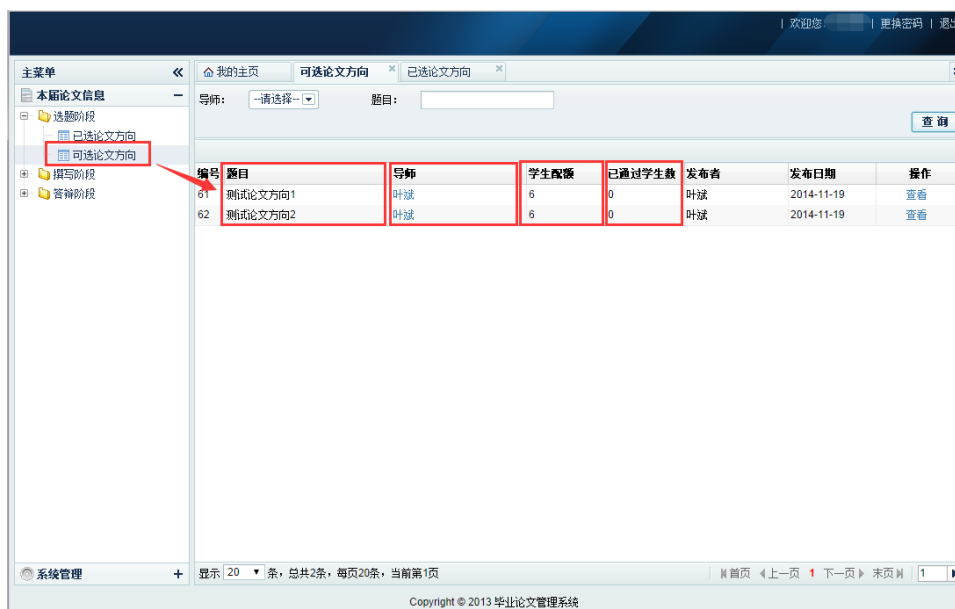 | 欢迎您: | 更换密码 | 退出
主菜单 «
我的主页 可选论文方向 已选论文方向
本届论文信息
导师: --请选择-- 题目:
选题阶段
查 询
已选论文方向
可选论文方向
编号 题目 导师 学生配额 已通过学生数 发布者 发布日期 操作
撰写阶段
61 测试论文方向1 叶斌 6 0 叶斌 2014-11-19 查看
答辩阶段
62 测试论文方向2 叶斌 6 0 叶斌 2014-11-19 查看
系统管理 +
显示 20 条，总共2条，每页20条，当前第1页 首页 上一页 1 下一页 末页 1
Copyright © 2013 毕业论文管理系统